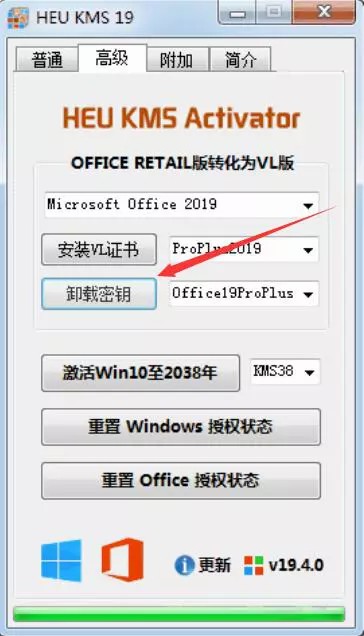 HEU KMS 19
普通 高级 附加 简介
HEU KMS Activator
OFFICE RETAIL版转化为VL版
Microsoft Office 2019
安装VL证书 ProPlus2019
卸载密钥 Office19ProPlus
激活Win10至2038年 KMS38
重置 Windows 授权状态
重置 Office 授权状态
更新 v19.4.0